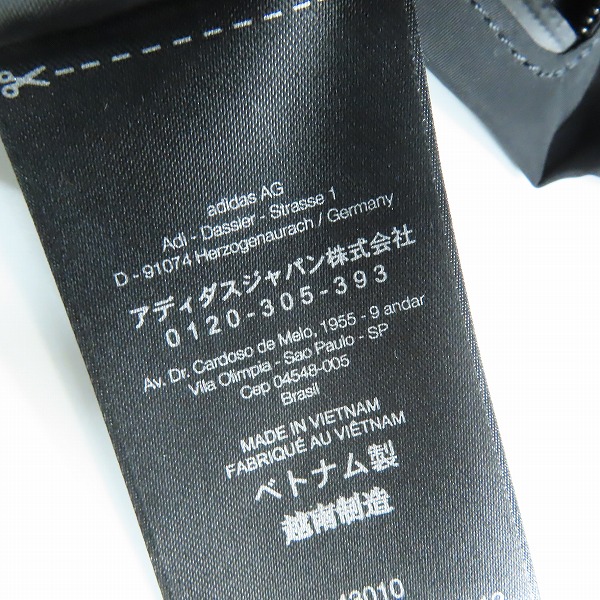 adidas AG
Adi - Dassler - Strasse 1
D - 91074 Herzogenaurach / Germany
アディダスジャパン株式会社
0120-305-393
Av. Dr. Cardoso de Melo, 1955 - 9 andar
Vila Olimpia - Sao Paulo - SP
Cep 04548-005
Brasil
MADE IN VIETNAM
FABRIQUÉ AU VIÊTNAM
ベトナム製
越南制造